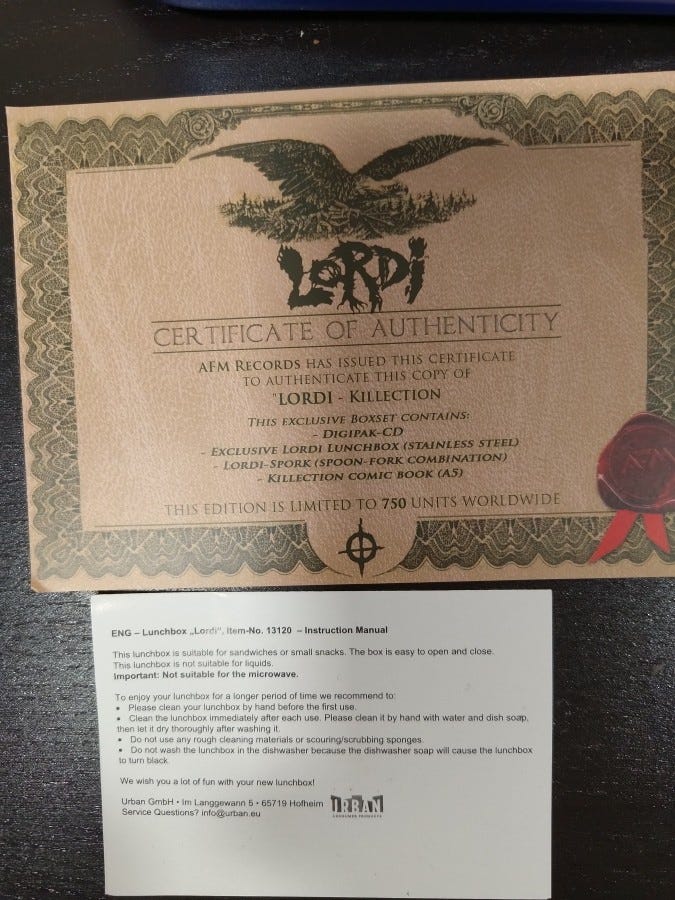 LORDI
CERTIFICATE OF AUTHENTICITY
AFM RECORDS HAS ISSUED THIS CERTIFICATE
TO AUTHENTICATE THIS COPY OF
"LORDI - KILLECTION
THIS EXCLUSIVE BOXSET CONTAINS:
- DIGIPAK-CD
- EXCLUSIVE LORDI LUNCHBOX (STAINLESS STEEL)
- LORDI-SPORK (SPOON-FORK COMBINATION)
- KILLECTION COMIC BOOK (A5)
THIS EDITION IS LIMITED TO 750 UNITS WORLDWIDE
AFM
ENG – Lunchbox „Lordi“, Item-No. 13120 – Instruction Manual
This lunchbox is suitable for sandwiches or small snacks. The box is easy to open and close.
This lunchbox is not suitable for liquids.
Important: Not suitable for the microwave.
To enjoy your lunchbox for a longer period of time we recommend to:
• Please clean your lunchbox by hand before the first use.
• Clean the lunchbox immediately after each use. Please clean it by hand with water and dish soap,
then let it dry thoroughly after washing it.
• Do not use any rough cleaning materials or scouring/scrubbing sponges.
• Do not wash the lunchbox in the dishwasher because the dishwasher soap will cause the lunchbox
to turn black.
We wish you a lot of fun with your new lunchbox!
Urban GmbH • Im Langgewann 5 • 65719 Hofheim
Service Questions? info@urban.eu
URBAN
CONSUMER PRODUCTS